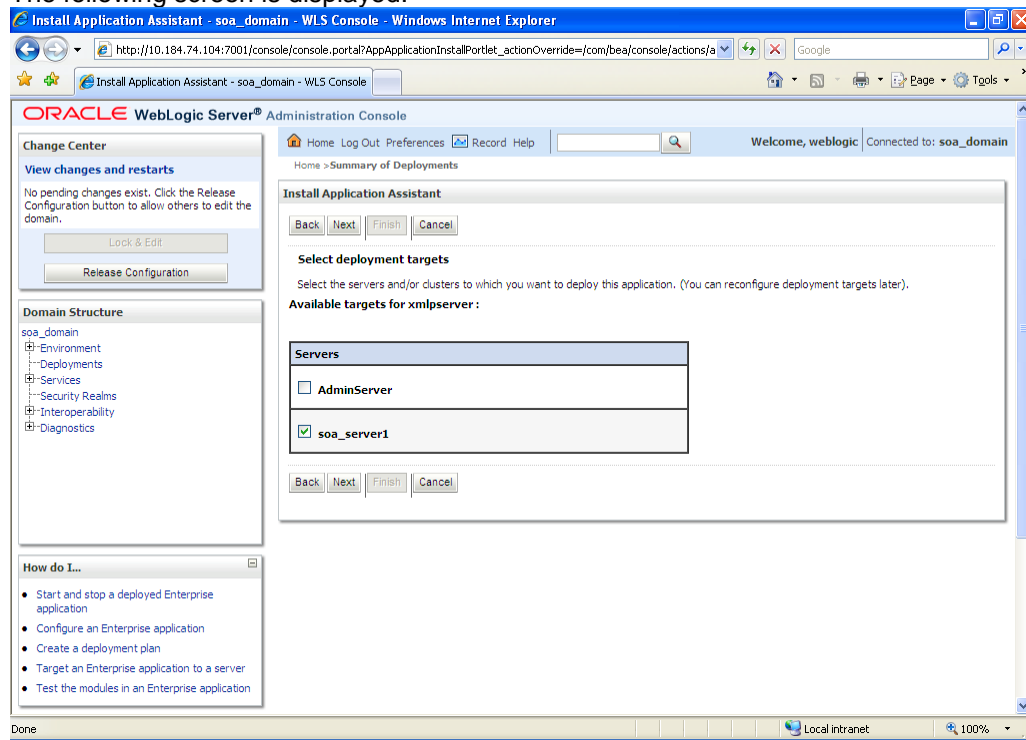 The following screen is displayed.
Install Application Assistant - soa_domain - WLS Console - Windows Internet Explorer
http://10.184.74.104:7001/console/console.portal?AppApplicationInstallPortlet_actionOverride=/com/bea/console/actions/a
Google
Install Application Assistant - soa_domain - WLS Console
Page
Tools
ORACLE WebLogic Server® Administration Console
Change Center
View changes and restarts
No pending changes exist. Click the Release
Configuration button to allow others to edit the
domain.
Lock & Edit
Release Configuration
Domain Structure
soa_domain
Environment
Deployments
Services
Security Realms
Interoperability
Diagnostics
How do I...
Start and stop a deployed Enterprise
application
Configure an Enterprise application
Create a deployment plan
Target an Enterprise application to a server
Test the modules in an Enterprise application
Home Log Out Preferences Record Help
Welcome, weblogic Connected to: soa_domain
Home >Summary of Deployments
Install Application Assistant
Back Next Finish Cancel
Select deployment targets
Select the servers and/or clusters to which you want to deploy this application. (You can reconfigure deployment targets later).
Available targets for xmlpserver :
Servers
AdminServer
soa_server1
Back Next Finish Cancel
Done
Local intranet
100%